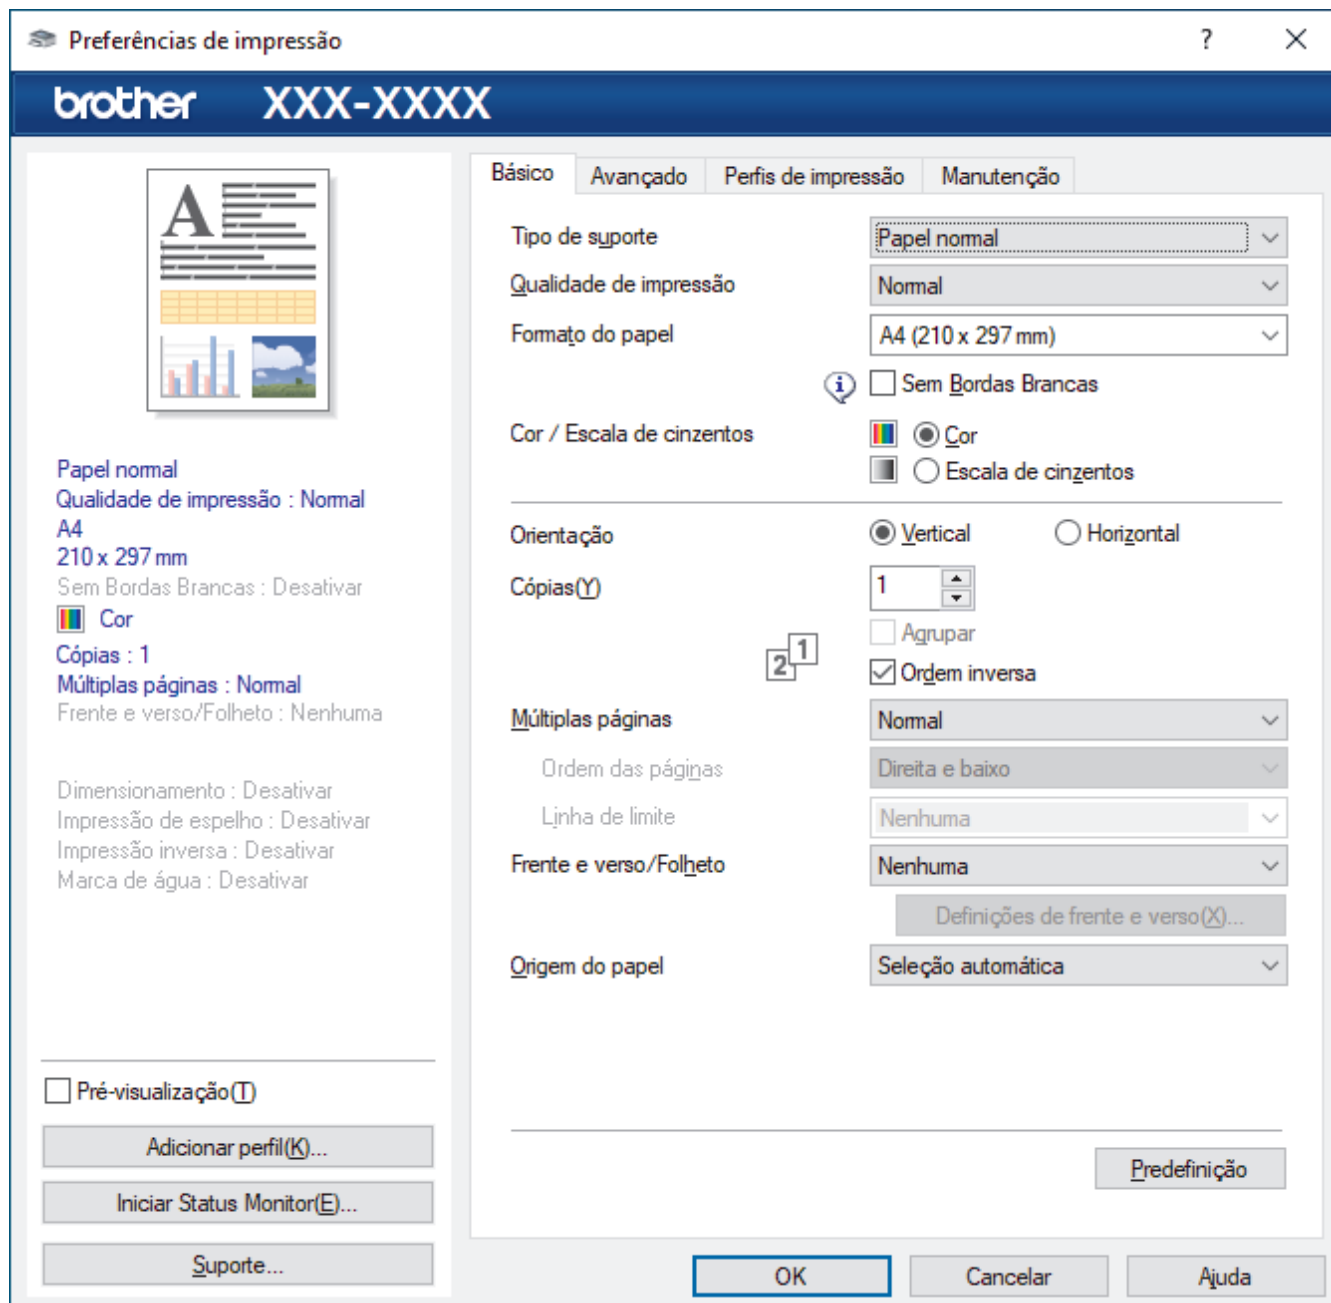 Preferências de impressão
brother XXX-XXXX
A
Papel normal
Qualidade de impressão : Normal
A4
210 x 297 mm
Sem Bordas Brancas : Desativar
Cor
Cópias : 1
Múltiplas páginas : Normal
Frente e verso/Folheto : Nenhuma
Dimensionamento : Desativar
Impressão de espelho : Desativar
Impressão inversa : Desativar
Marca de água : Desativar
Pré-visualização(T)
Adicionar perfil(K)...
Iniciar Status Monitor(E)...
Suporte...
Básico Avançado Perfis de impressão Manutenção
Tipo de suporte Papel normal
Qualidade de impressão Normal
Formato do papel A4 (210 x 297 mm)
Sem Bordas Brancas
Cor / Escala de cinzentos Cor
Escala de cinzentos
Orientação Vertical Horizontal
Cópias(Y) 1
Agrupar
2 1
Ordem inversa
Múltiplas páginas Normal
Ordem das páginas Direita e baixo
Linha de limite Nenhuma
Frente e verso/Folheto Nenhuma
Definições de frente e verso(X)...
Origem do papel Seleção automática
Predefinição
OK Cancelar Ajuda